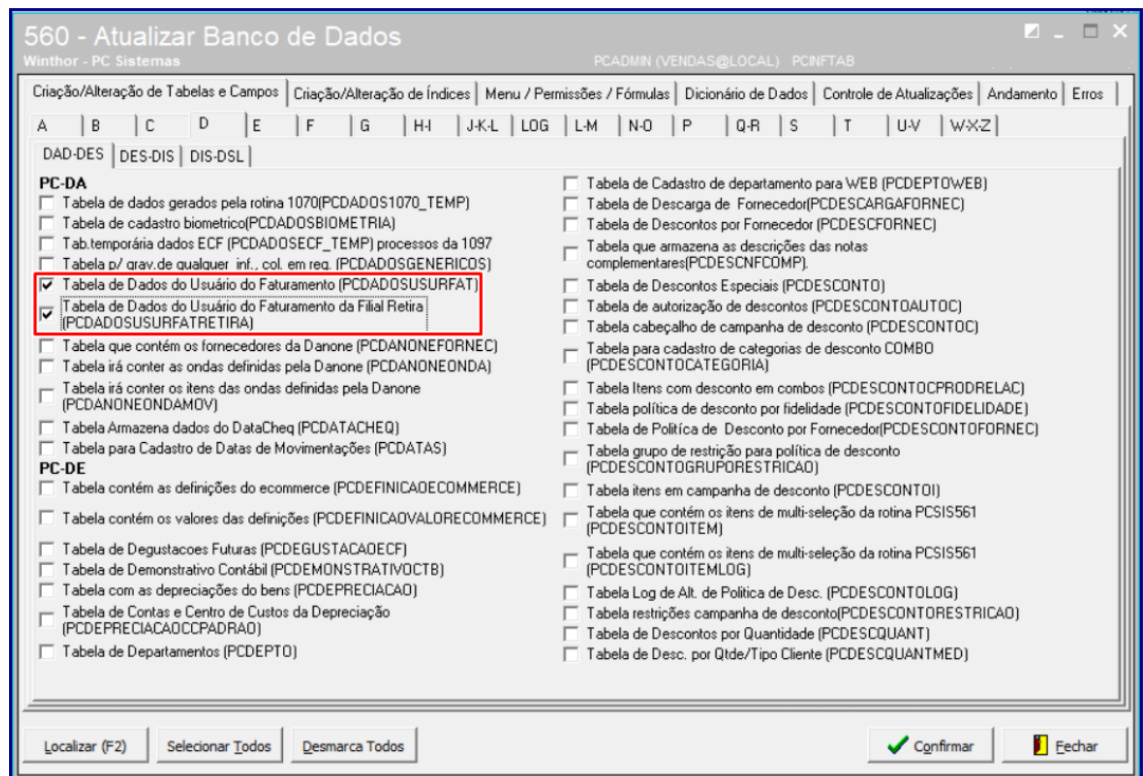 560 - Atualizar Banco de Dados
Winthor - PC Sistemas
PCADMIN (VENDAS@LOCAL) PCINFTAB
Criação/Alteração de Tabelas e Campos Criação/Alteração de Índices Menu / Permissões / Fórmulas Dicionário de Dados Controle de Atualizações Andamento Erros
A B C D E F G H-I J-K-L LOG L-M N-O P Q-R S T U-V W-X-Z
DAD-DES DES-DIS DIS-DSL
PC-DA
Tabela de dados gerados pela rotina 1070(PCDADOS1070_TEMP)
Tabela de cadastro biometrico(PCDADOSBIOMETRIA)
Tab.temporária dados ECF (PCDADOSECF_TEMP) processos da 1097
Tabela p/ grav.de qualquer inf., col. em reg. (PCDADOSGENERICOS)
Tabela de Dados do Usuário do Faturamento (PCDADOSUSURFAT)
Tabela de Dados do Usuário do Faturamento da Filial Retira
(PCDADOSUSURFATRETIRA)
Tabela que contém os fornecedores da Danone (PCDANONEFORNEC)
Tabela irá conter as ondas definidas pela Danone (PCDANONEONDA)
Tabela irá conter os itens das ondas definidas pela Danone
(PCDANONEONDAMOV)
Tabela Armazena dados do DataCheq (PCDATACHEQ)
Tabela para Cadastro de Datas de Movimentações (PCDATAS)
PC-DE
Tabela contém as definições do ecommerce (PCDEFINICAOECOMMERCE)
Tabela contém os valores das definições (PCDEFINICAOVALORECOMMERCE)
Tabela de Degustacoes Futuras (PCDEGUSTACAOECF)
Tabela de Demonstrativo Contábil (PCDEMONSTRATIVOCTB)
Tabela com as depreciações do bens (PCDEPRECIACAO)
Tabela de Contas e Centro de Custos da Depreciação
(PCDEPRECIACAOCCPADRAO)
Tabela de Departamentos (PCDEPTO)
Tabela de Cadastro de departamento para WEB (PCDEPTOWEB)
Tabela de Descarga de Fornecedor(PCDESCARGAFORNEC)
Tabela de Descontos por Fornecedor (PCDESCFORNEC)
Tabela que armazena as descrições das notas
complementares(PCDESCNFCOMP).
Tabela de Descontos Especiais (PCDESCONTO)
Tabela de autorização de descontos (PCDESCONTOAUTOC)
Tabela cabeçalho de campanha de desconto (PCDESCONTOC)
Tabela para cadastro de categorias de desconto COMBO
(PCDESCONTOCATEGORIA)
Tabela Itens com desconto em combos (PCDESCONTOCPRODRELAC)
Tabela política de desconto por fidelidade (PCDESCONTOFIDELIDADE)
Tabela de Politíca de Desconto por Fornecedor(PCDESCONTOFORNEC)
Tabela grupo de restrição para política de desconto
(PCDESCONTOGRUPORESTRICAO)
Tabela itens em campanha de desconto (PCDESCONTOI)
Tabela que contém os itens de multi-seleção da rotina PCSIS561
(PCDESCONTOITEM)
Tabela que contém os itens de multi-seleção da rotina PCSIS561
(PCDESCONTOITEMLOG)
Tabela Log de Alt. de Politica de Desc. (PCDESCONTOLOG)
Tabela restrições campanha de desconto(PCDESCONTORESTRICAO)
Tabela de Descontos por Quantidade (PCDESCQUANT)
Tabela de Desc. por Qtde/Tipo Cliente (PCDESCQUANTMED)
Localizar (F2) Selecionar Todos Desmarca Todos Confirmar Fechar